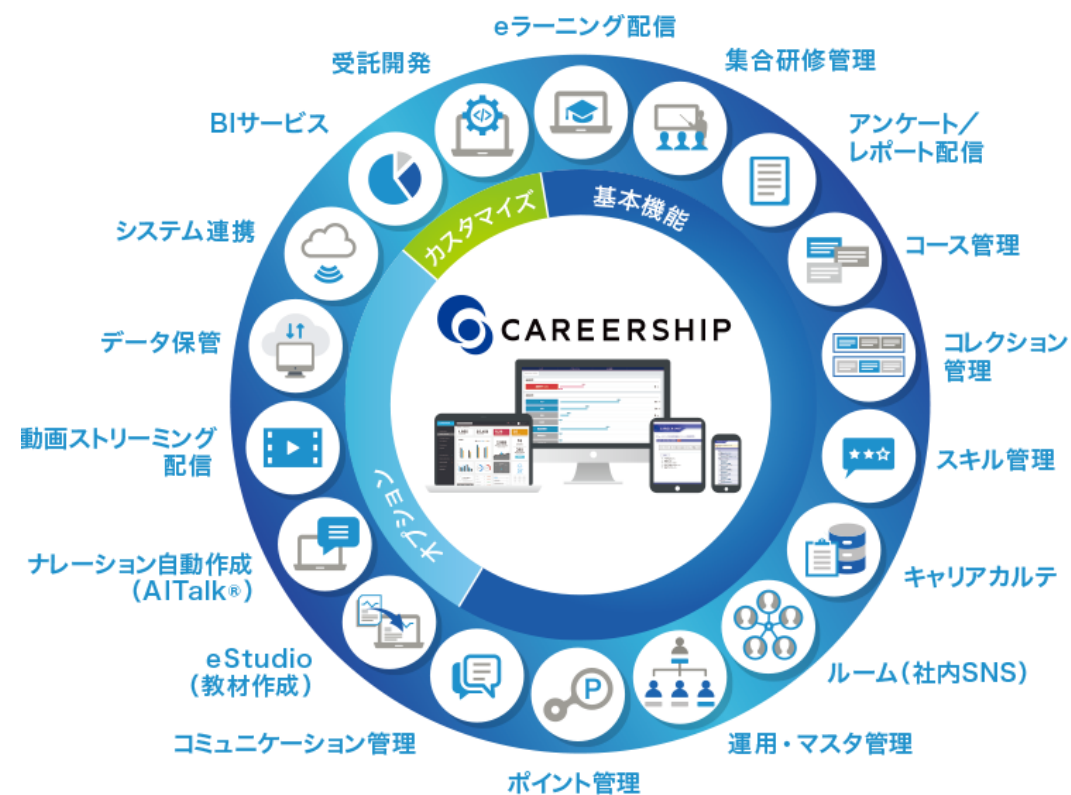 eラーニング配信
集合研修管理
アンケート／
レポート配信
コース管理
コレクション
管理
スキル管理
キャリアカルテ
ルーム（社内SNS）
運用・マスタ管理
ポイント管理
コミュニケーション管理
eStudio
（教材作成）
ナレーション自動作成
（AITalk®）
動画ストリーミング
配信
データ保管
システム連携
BIサービス
受託開発
カスタマイズ
基本機能
オプション
CAREERSHIP
P